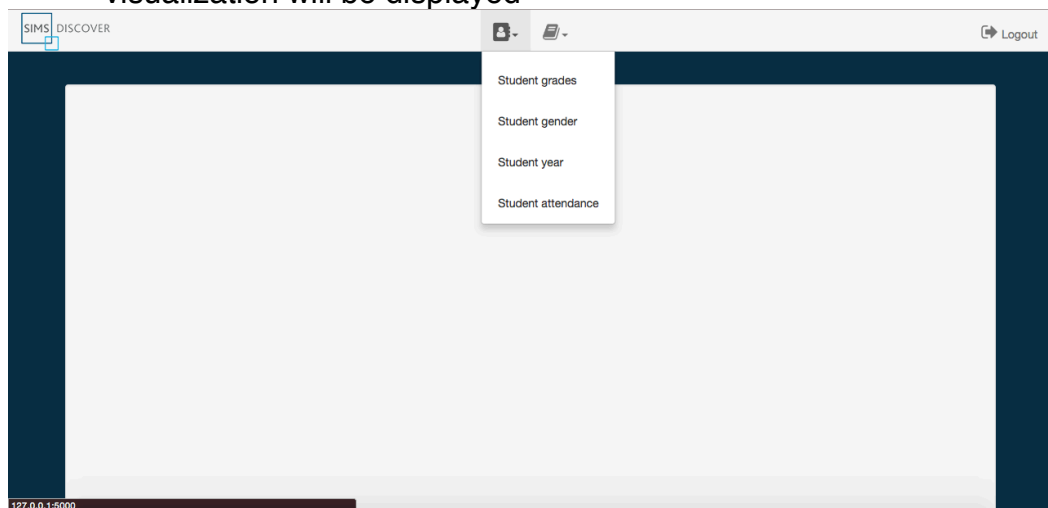 visualization will be displayed
SIMS DISCOVER
Logout
Student grades
Student gender
Student year
Student attendance
127.0.0.1:5000